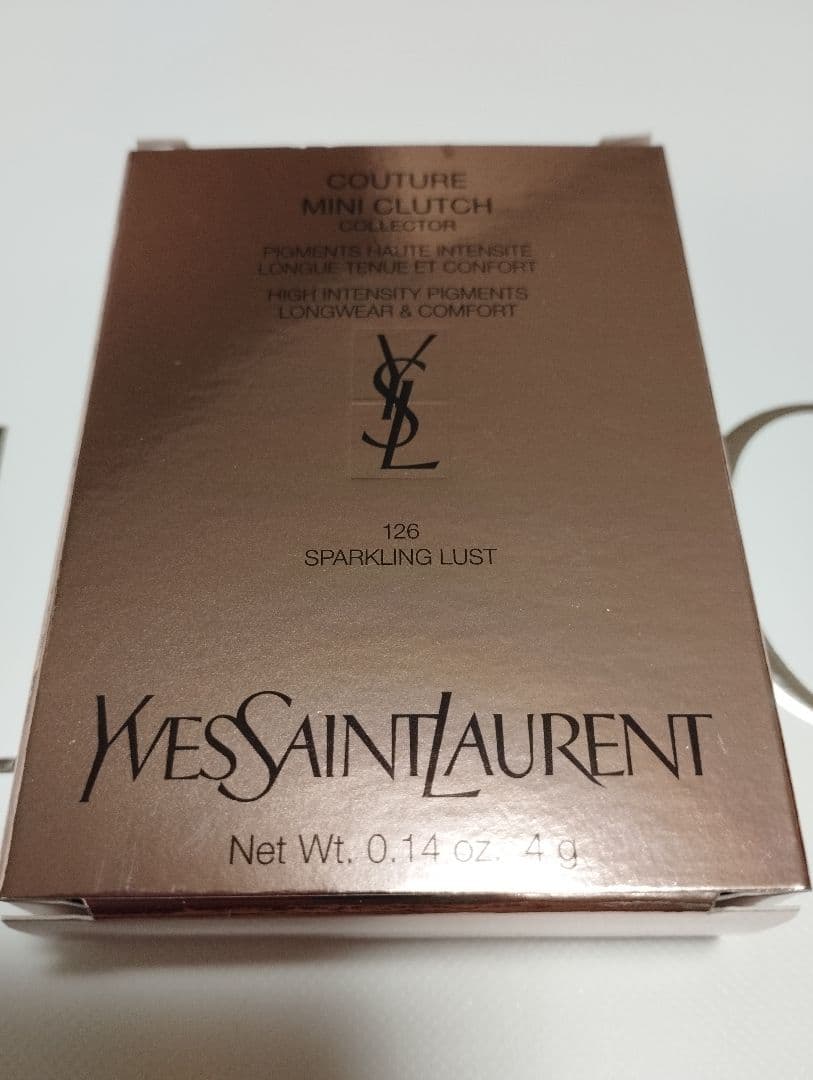 COUTURE
MINI CLUTCH
COLLECTOR
PIGMENTS HAUTE INTENSITÉ
LONGUE TENUE ET CONFORT
HIGH INTENSITY PIGMENTS
LONGWEAR & COMFORT
YSL
126
SPARKLING LUST
YVESSAINTLAURENT
Net Wt. 0.14 oz. 4 g